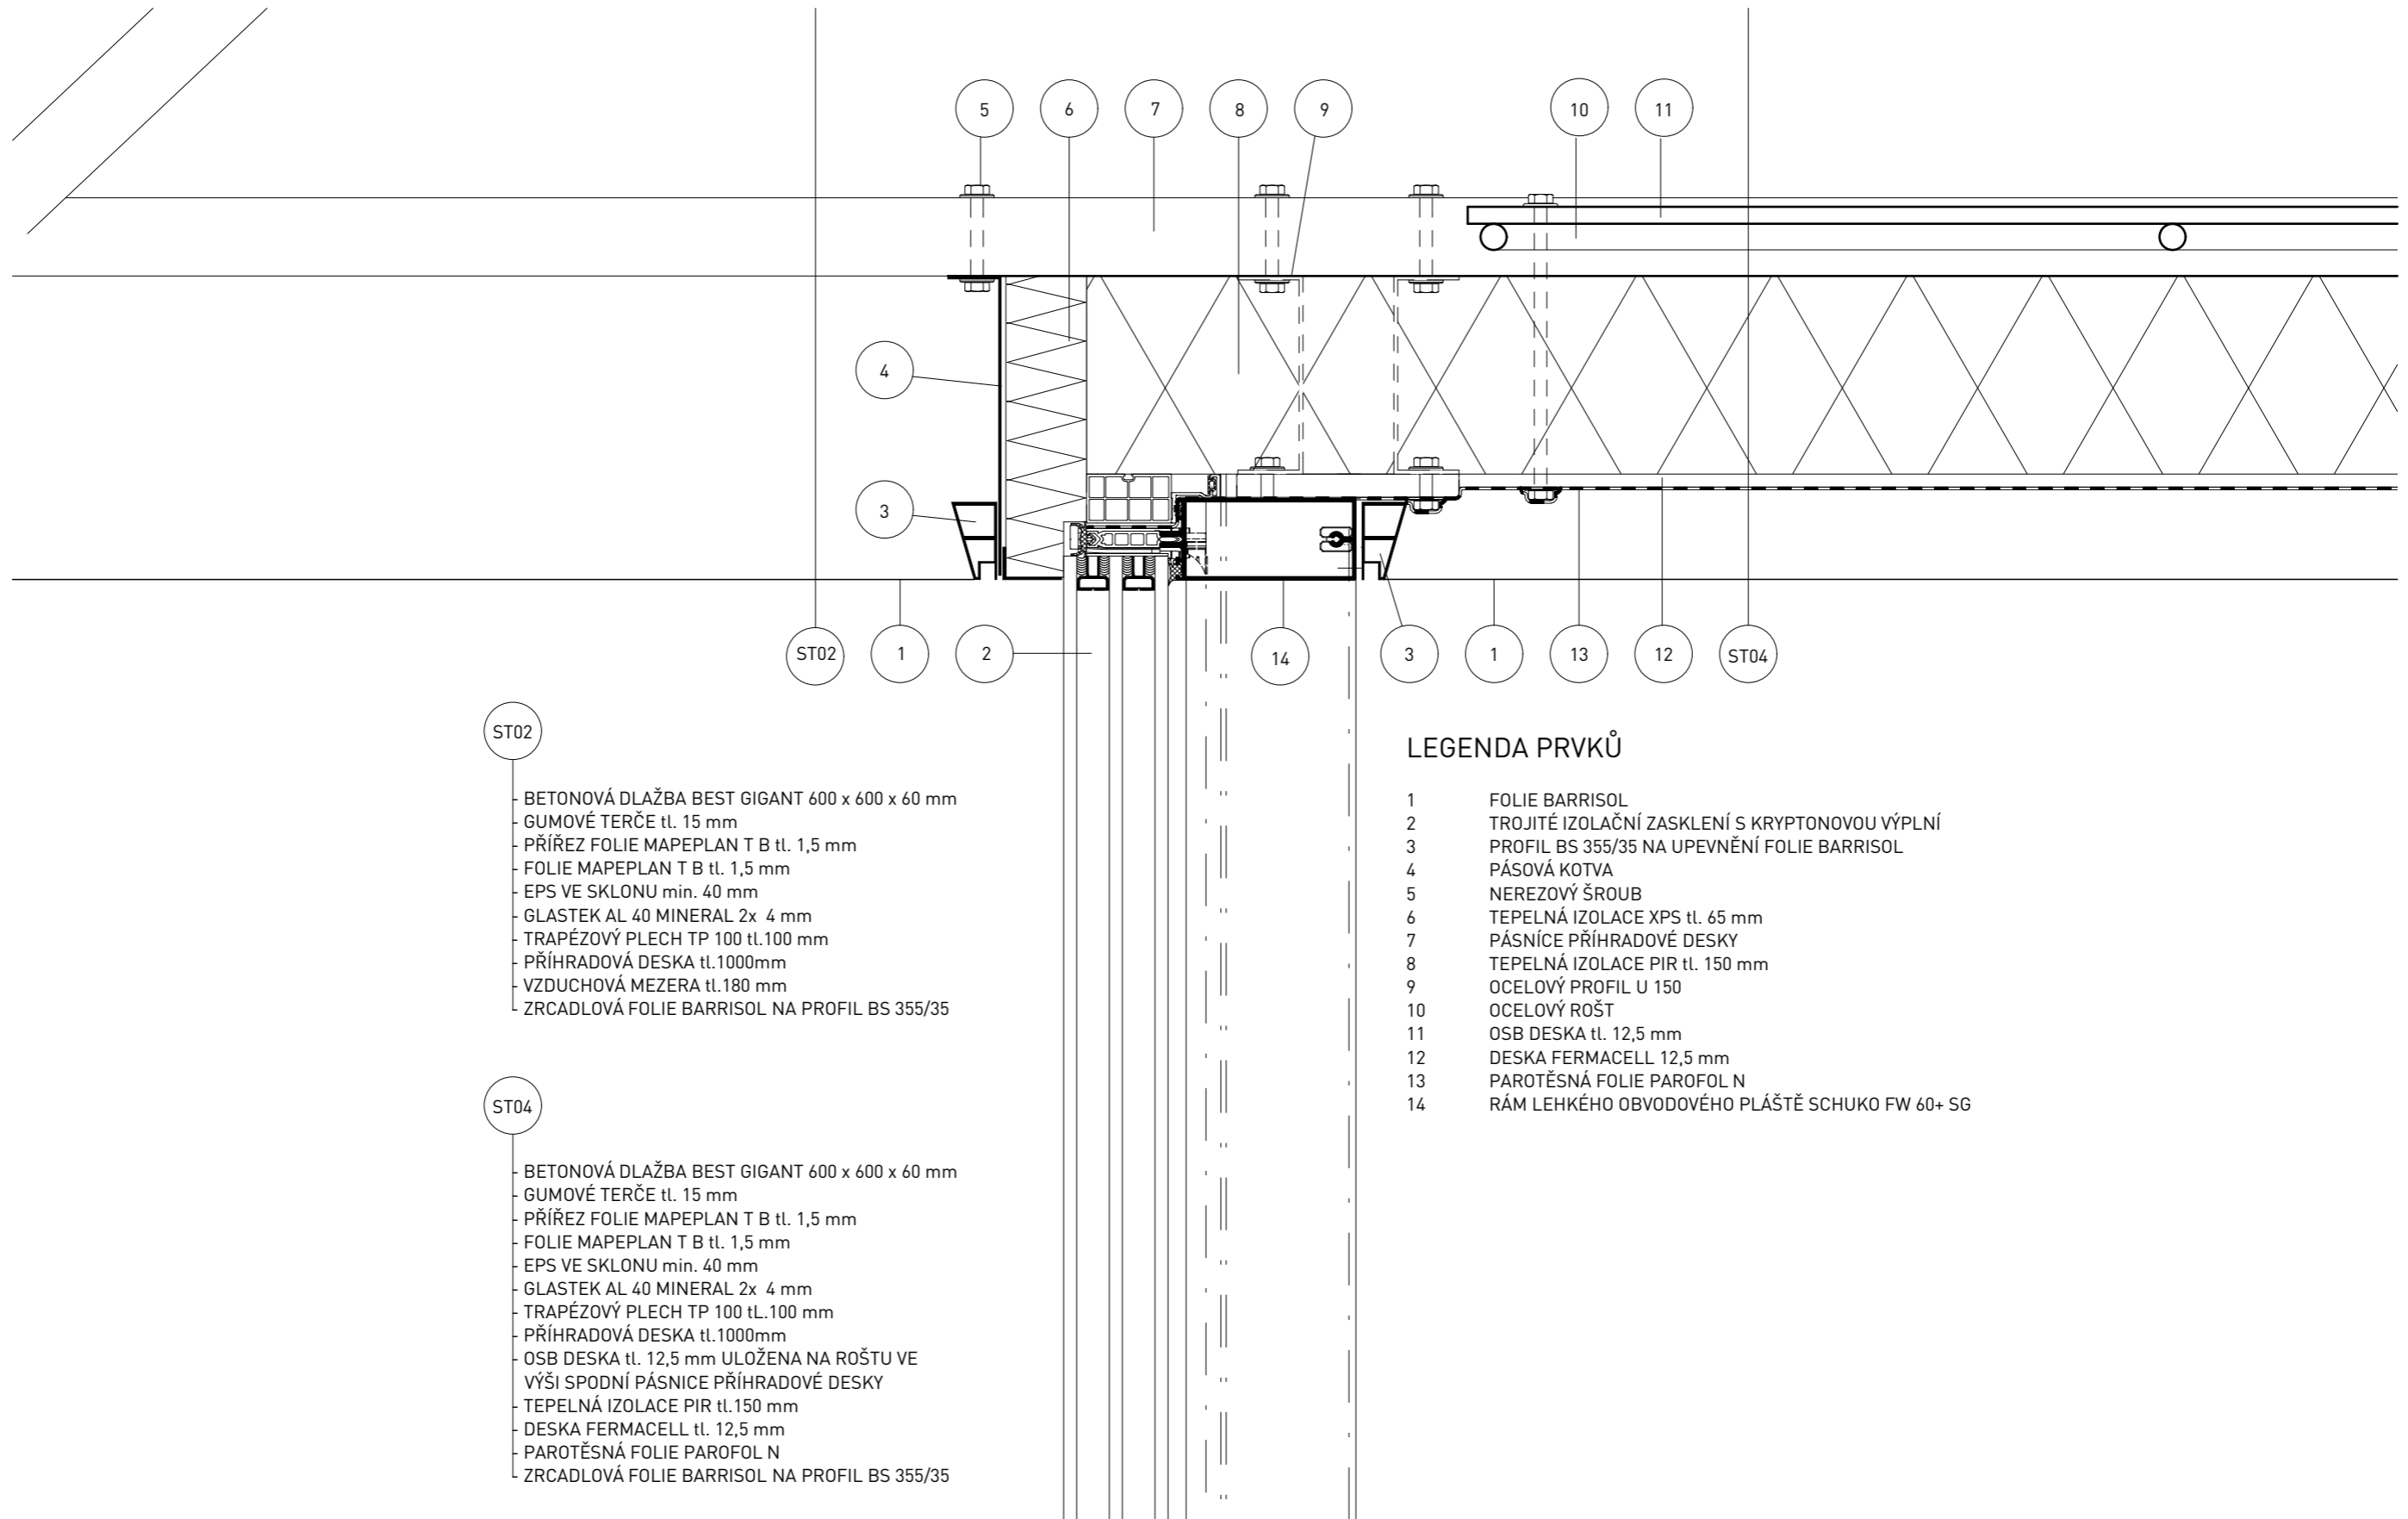 5
6
7
8
9
10
11
4
3
ST02
1
2
14
3
1
13
12
ST04
ST02
- BETONOVÁ DLAŽBA BEST GIGANT 600 x 600 x 60 mm
- GUMOVÉ TERČE tl. 15 mm
- PŘÍŘEZ FOLIE MAPEPLAN T B tl. 1,5 mm
- FOLIE MAPEPLAN T B tl. 1,5 mm
- EPS VE SKLONU min. 40 mm
- GLASTEK AL 40 MINERAL 2x 4 mm
- TRAPÉZOVÝ PLECH TP 100 tl.100 mm
- PŘÍHRADOVÁ DESKA tl.1000mm
- VZDUCHOVÁ MEZERA tl.180 mm
- ZRCADLOVÁ FOLIE BARRISOL NA PROFIL BS 355/35
ST04
- BETONOVÁ DLAŽBA BEST GIGANT 600 x 600 x 60 mm
- GUMOVÉ TERČE tl. 15 mm
- PŘÍŘEZ FOLIE MAPEPLAN T B tl. 1,5 mm
- FOLIE MAPEPLAN T B tl. 1,5 mm
- EPS VE SKLONU min. 40 mm
- GLASTEK AL 40 MINERAL 2x 4 mm
- TRAPÉZOVÝ PLECH TP 100 tL.100 mm
- PŘÍHRADOVÁ DESKA tl.1000mm
- OSB DESKA tl. 12,5 mm ULOŽENA NA ROŠTU VE
VÝŠI SPODNÍ PÁSNICE PŘÍHRADOVÉ DESKY
- TEPELNÁ IZOLACE PIR tl.150 mm
- DESKA FERMACELL tl. 12,5 mm
- PAROTĚSNÁ FOLIE PAROFOL N
- ZRCADLOVÁ FOLIE BARRISOL NA PROFIL BS 355/35
LEGENDA PRVKŮ
1 FOLIE BARRISOL
2 TROJITÉ IZOLAČNÍ ZASKLENÍ S KRYPTONOVOU VÝPLNÍ
3 PROFIL BS 355/35 NA UPEVNĚNÍ FOLIE BARRISOL
4 PÁSOVÁ KOTVA
5 NEREZOVÝ ŠROUB
6 TEPELNÁ IZOLACE XPS tl. 65 mm
7 PÁSNÍCE PŘÍHRADOVÉ DESKY
8 TEPELNÁ IZOLACE PIR tl. 150 mm
9 OCELOVÝ PROFIL U 150
10 OCELOVÝ ROŠT
11 OSB DESKA tl. 12,5 mm
12 DESKA FERMACELL 12,5 mm
13 PAROTĚSNÁ FOLIE PAROFOL N
14 RÁM LEHKÉHO OBVODOVÉHO PLÁŠTĚ SCHUKO FW 60+ SG